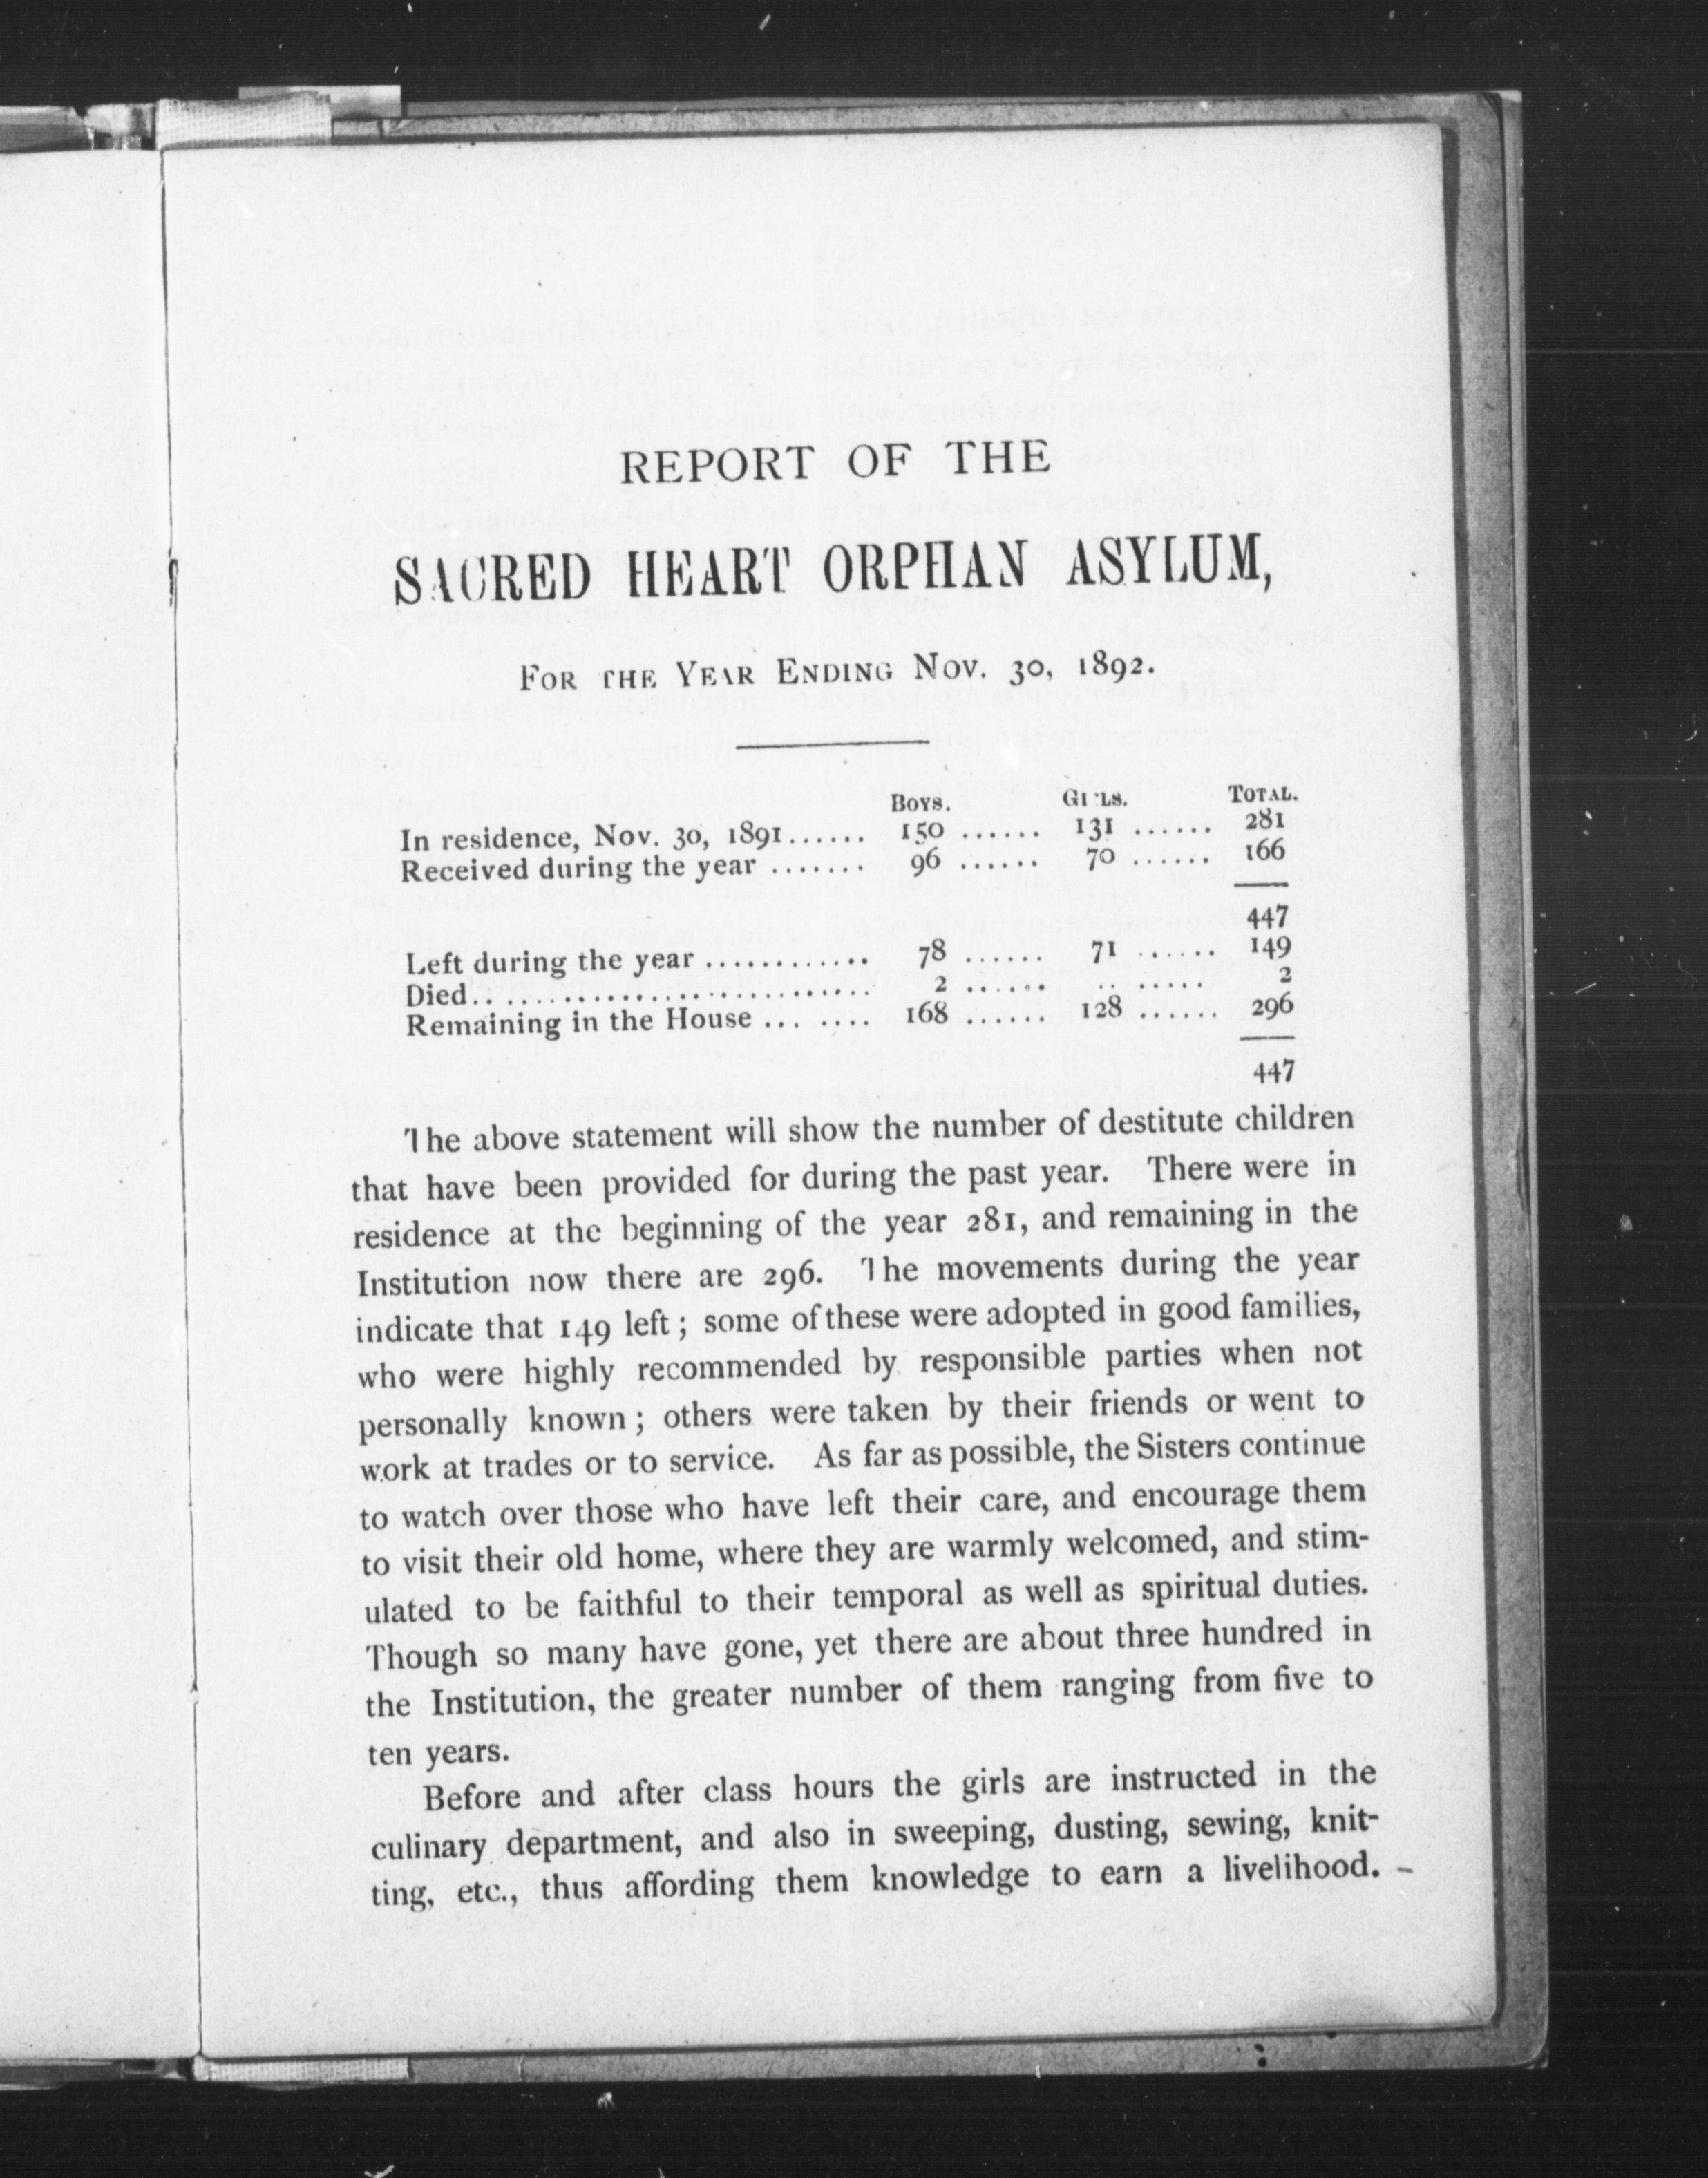 REPORT OF THE
SACRED HEART ORPHAN ASYLUM,
FOR THE YEAR ENDING NOV. 30, 1892.
BOYS. GIRLS. TOTAL.
In residence, Nov. 30, 1891...... 150 ...... 131 ...... 281
Received during the year ....... 96 ...... 70 ...... 166
447
Left during the year ............ 78 ...... 71 ...... 149
Died............................ 2 ...... .. ..... 2
Remaining in the House ... .... 168 ...... 128 ...... 296
447
The above statement will show the number of destitute children
that have been provided for during the past year. There were in
residence at the beginning of the year 281, and remaining in the
Institution now there are 296. The movements during the year
indicate that 149 left; some of these were adopted in good families,
who were highly recommended by responsible parties when not
personally known; others were taken by their friends or went to
work at trades or to service. As far as possible, the Sisters continue
to watch over those who have left their care, and encourage them
to visit their old home, where they are warmly welcomed, and stim-
ulated to be faithful to their temporal as well as spiritual duties.
Though so many have gone, yet there are about three hundred in
the Institution, the greater number of them ranging from five to
ten years.
Before and after class hours the girls are instructed in the
culinary department, and also in sweeping, dusting, sewing, knit-
ting, etc., thus affording them knowledge to earn a livelihood.